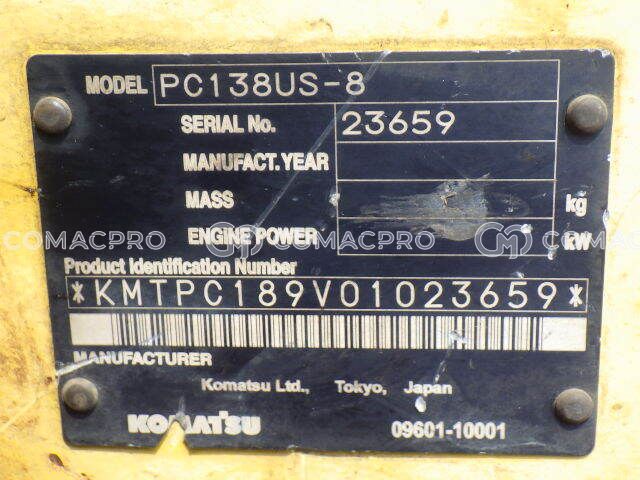 MODEL PC138US-8
SERIAL No. 23659
MANUFACT. YEAR
MASS kg
ENGINE POWER kW
COMACPRO COMACPRO COMACPRO
Product Identification Number
*KMTPC189V01023659*
MANUFACTURER
Komatsu Ltd., Tokyo, Japan
KOMATSU 09601-10001